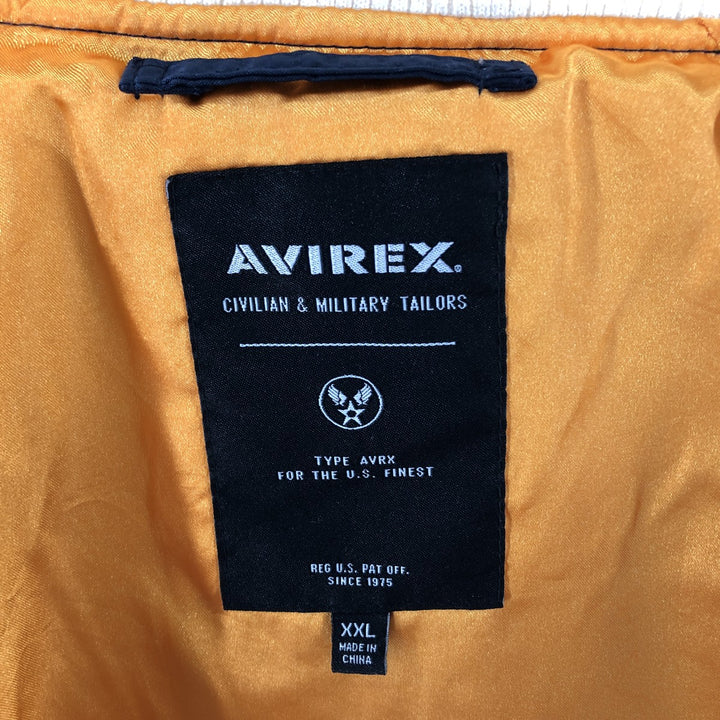 AVIREX.
CIVILIAN & MILITARY TAILORS
TYPE AVRX
FOR THE U.S. FINEST
REG U.S. PAT OFF.
SINCE 1975
XXL
MADE IN
CHINA